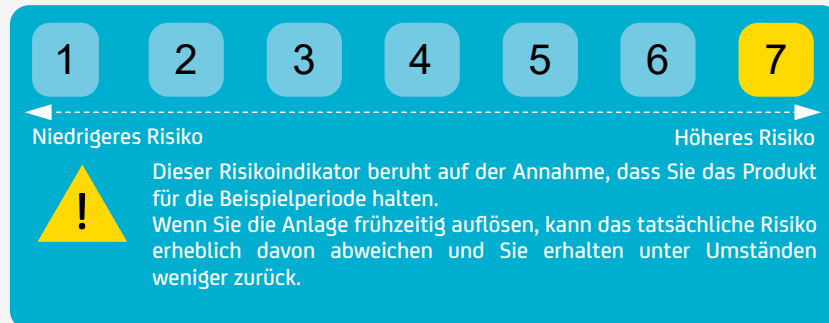 1 2 3 4 5 6 7
Niedrigeres Risiko Höheres Risiko
! Dieser Risikoindikator beruht auf der Annahme, dass Sie das Produkt
für die Beispielperiode halten.
Wenn Sie die Anlage frühzeitig auflösen, kann das tatsächliche Risiko
erheblich davon abweichen und Sie erhalten unter Umständen
weniger zurück.